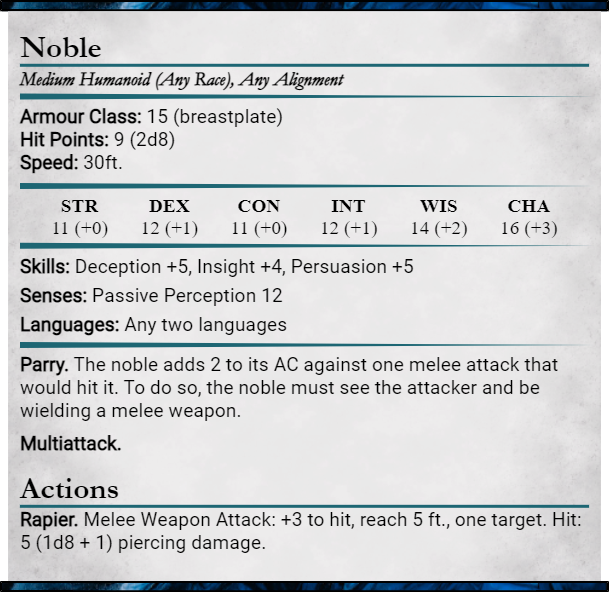 Noble
Medium Humanoid (Any Race), Any Alignment
Armour Class: 15 (breastplate)
Hit Points: 9 (2d8)
Speed: 30ft.
STR DEX CON INT WIS CHA
11 (+0) 12 (+1) 11 (+0) 12 (+1) 14 (+2) 16 (+3)
Skills: Deception +5, Insight +4, Persuasion +5
Senses: Passive Perception 12
Languages: Any two languages
Parry. The noble adds 2 to its AC against one melee attack that
would hit it. To do so, the noble must see the attacker and be
wielding a melee weapon.
Multiattack.
Actions
Rapier. Melee Weapon Attack: +3 to hit, reach 5 ft., one target. Hit:
5 (1d8 + 1) piercing damage.